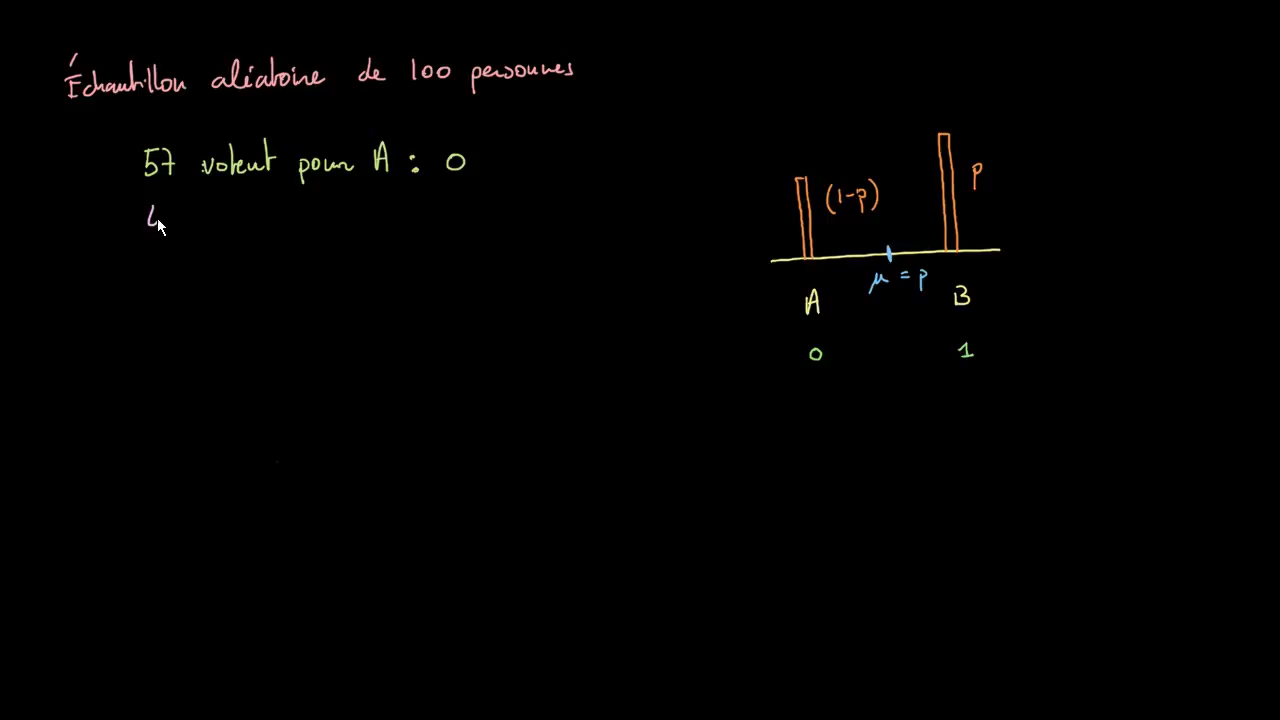 Échantillon aléatoire de 100 personnes
57 votent pour A : 0
(1-p)
p
μ = p
A
B
0
1